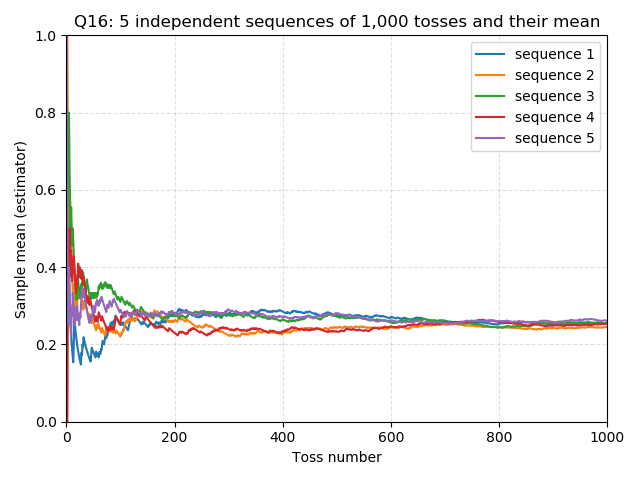 Q16: 5 independent sequences of 1,000 tosses and their mean
sequence 1
sequence 2
sequence 3
sequence 4
sequence 5
Sample mean (estimator)
1.0
0.8
0.6
0.4
0.2
0.0
0 200 400 600 800 1000
Toss number